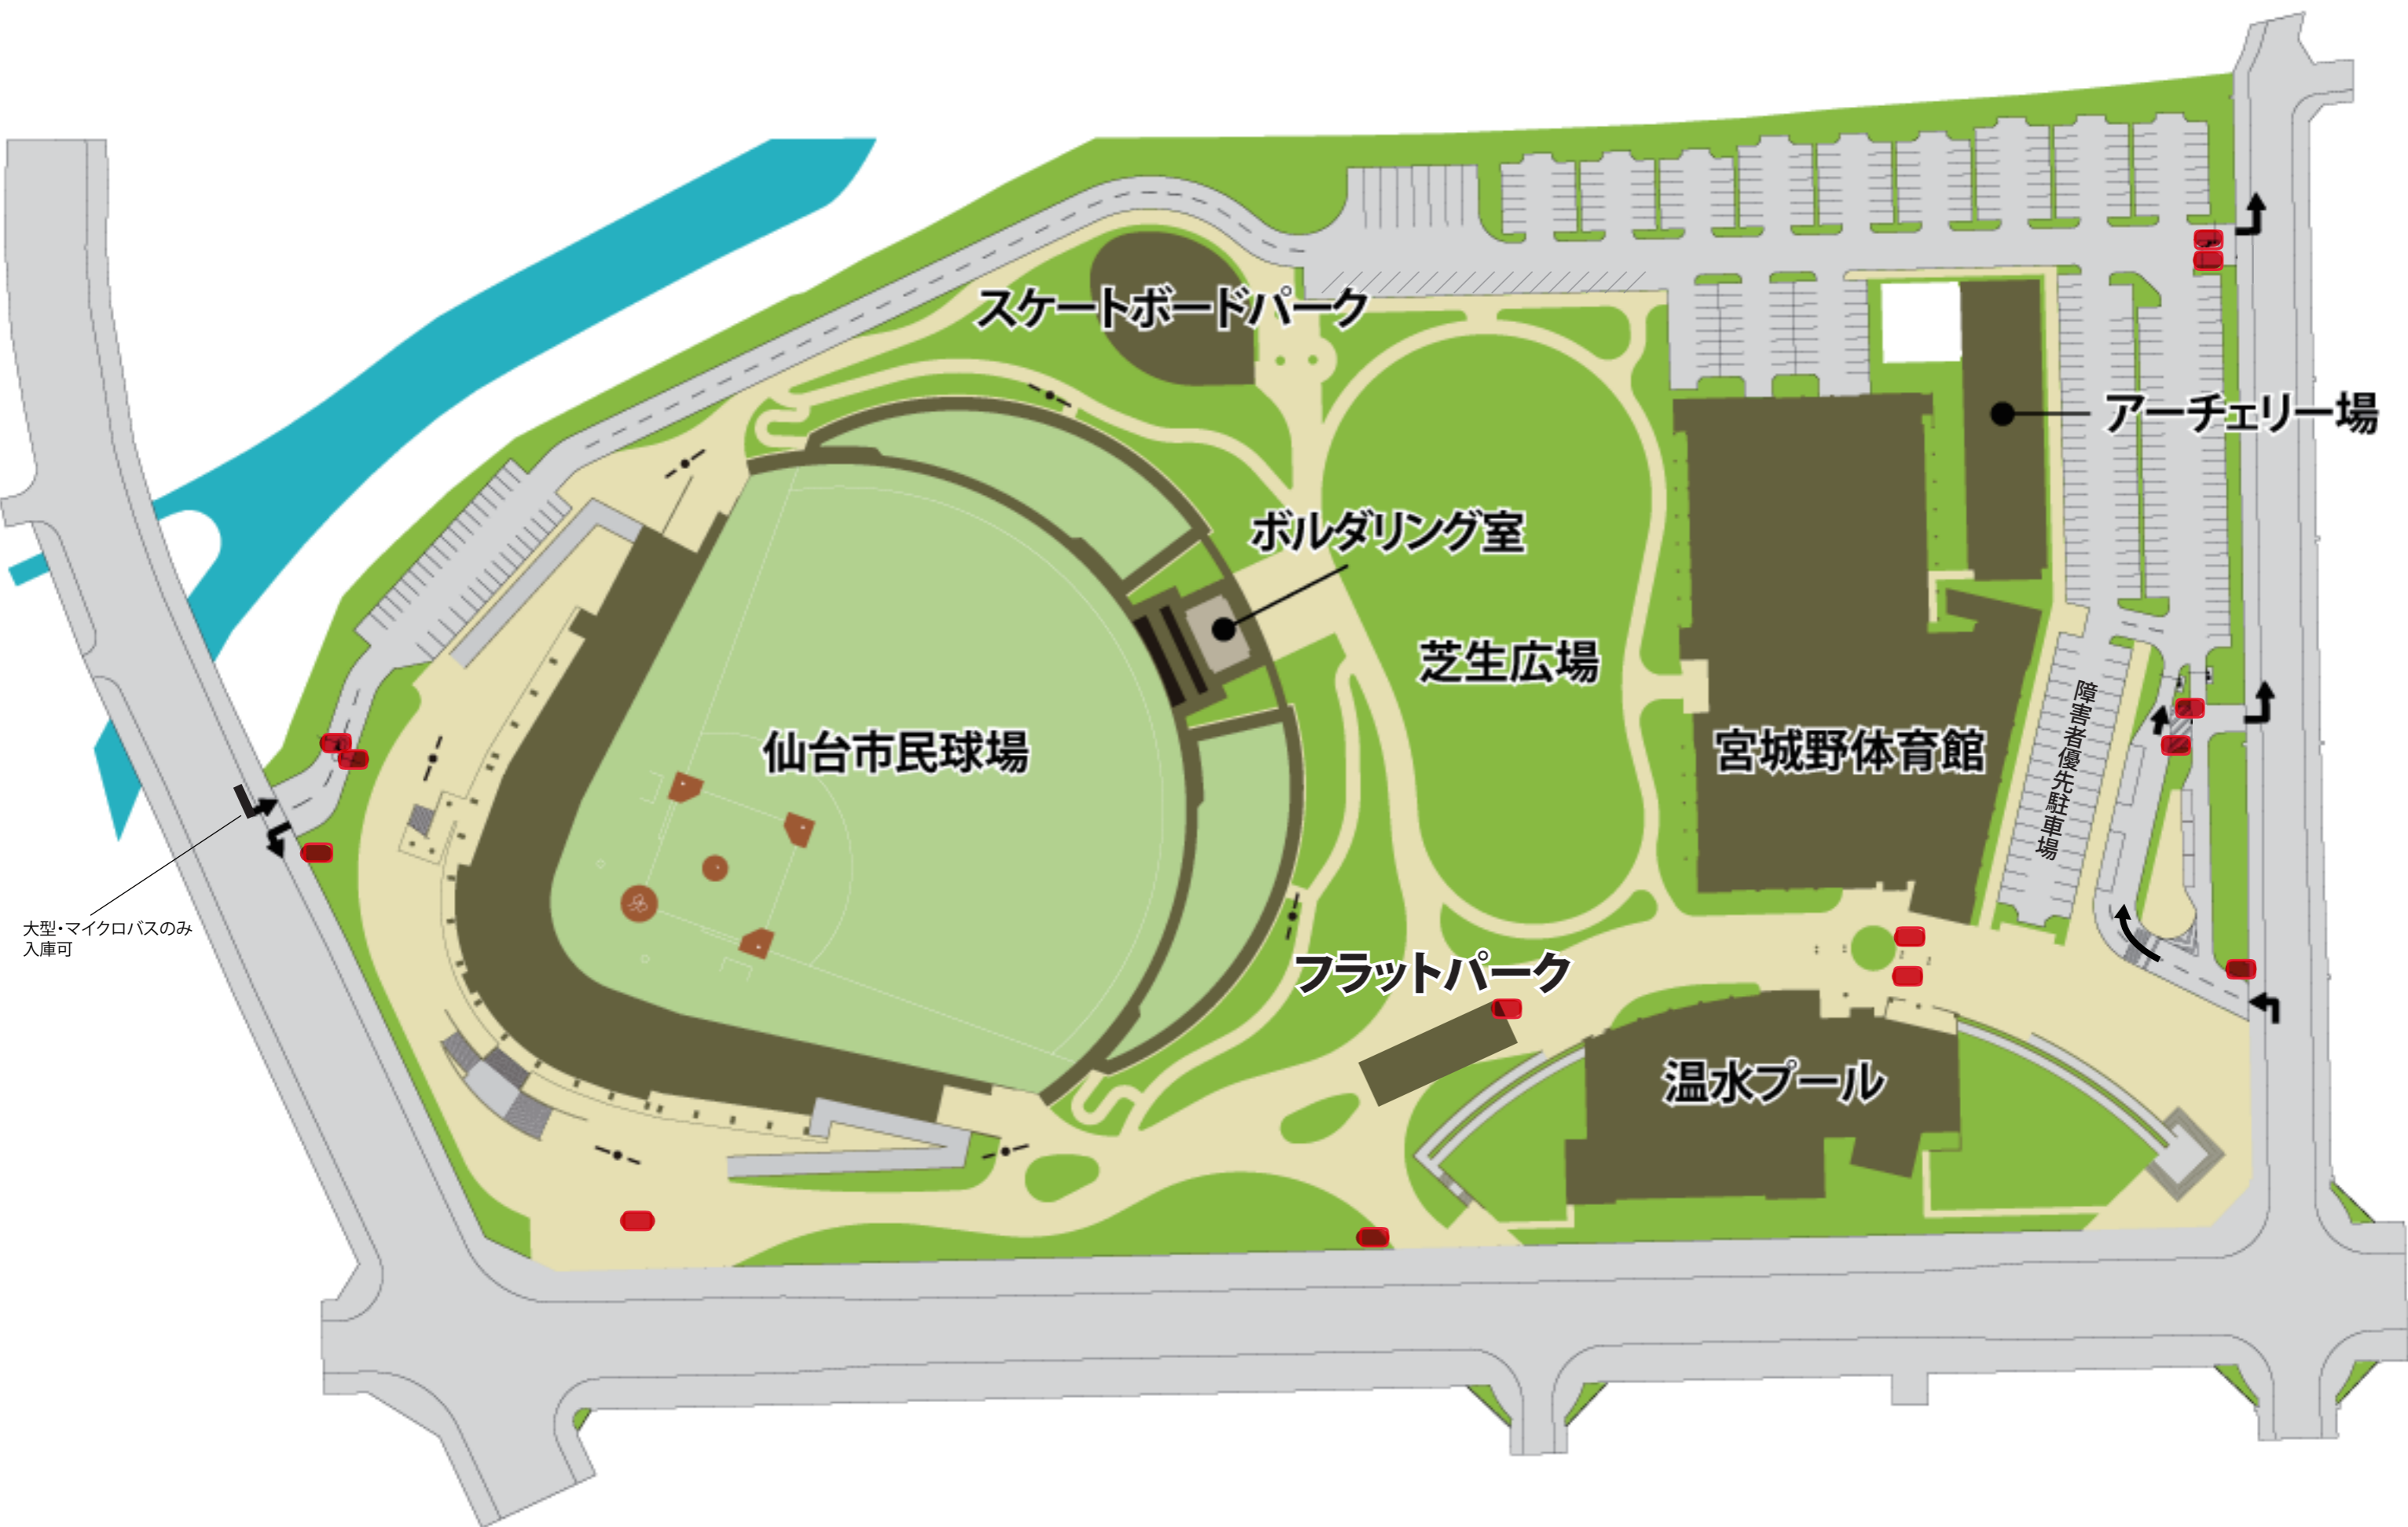 スケートボードパーク
アーチェリー場
ボルダリング室
芝生広場
仙台市民球場
宮城野体育館
障害者優先駐車場
大型・マイクロバスのみ
入庫可
フラットパーク
温水プール